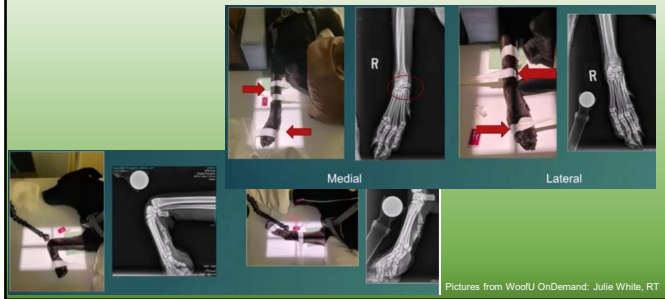 R
R
Medial
Lateral
Pictures from WoofU OnDemand: Julie White, RT